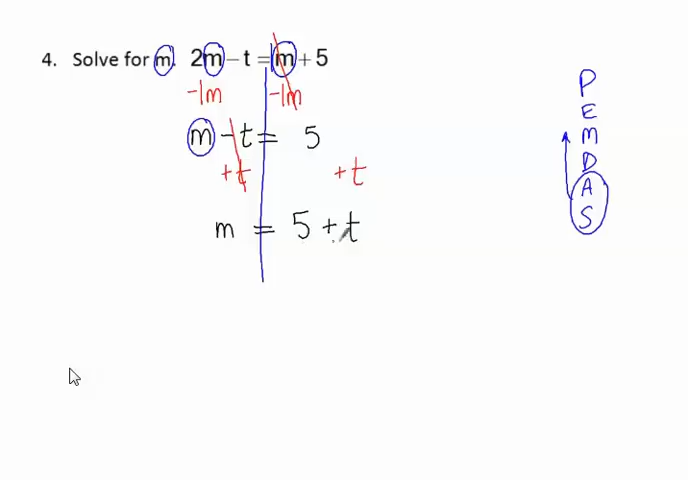 4. Solve for m. 2m − t = m + 5
-1m -1m
m - t = 5
+t +t
m = 5 + t
P
E
M
D
A
S